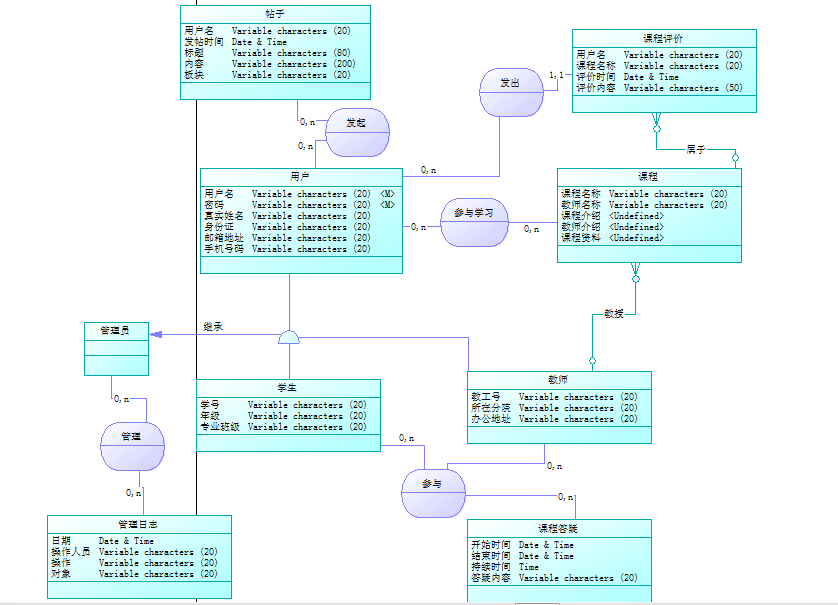 帖子
用户名 Variable characters (20)
发帖时间 Date & Time
标题 Variable characters (80)
内容 Variable characters (200)
板块 Variable characters (20)
课程评价
用户名 Variable characters (20)
课程名称 Variable characters (20)
评价时间 Date & Time
评价内容 Variable characters (50)
发出
1,1
0,n
发起
0,n
0,n
属于
用户
用户名 Variable characters (20) <M>
密码 Variable characters (20) <M>
真实姓名 Variable characters (20)
身份证 Variable characters (20)
邮箱地址 Variable characters (20)
手机号码 Variable characters (20)
参与学习
0,n
0,n
课程
课程名称 Variable characters (20)
教师名称 Variable characters (20)
课程介绍 <Undefined>
教师介绍 <Undefined>
课程资料 <Undefined>
教授
管理员
继承
0,n
管理
0,n
学生
学号 Variable characters (20)
年级 Variable characters (20)
专业班级 Variable characters (20)
教师
教工号 Variable characters (20)
所在分院 Variable characters (20)
办公地址 Variable characters (20)
0,n
0,n
参与
0,n
管理日志
日期 Date & Time
操作人员 Variable characters (20)
操作 Variable characters (20)
对象 Variable characters (20)
课程答疑
开始时间 Date & Time
结束时间 Date & Time
持续时间 Time
答疑内容 Variable characters (20)